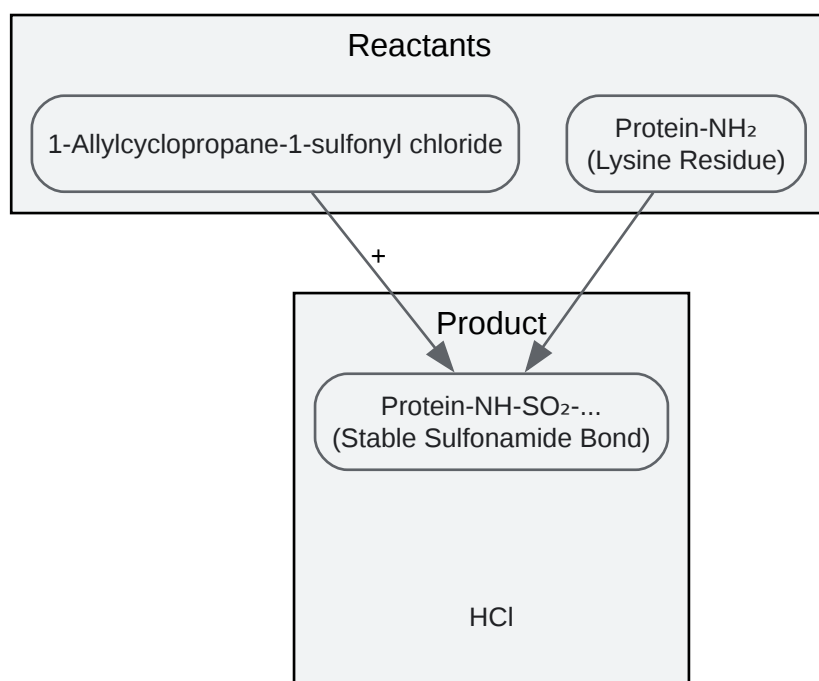 Reactants
1-Allylcyclopropane-1-sulfonyl chloride
Protein-NH₂
(Lysine Residue)
+
Product
Protein-NH-SO₂-...
(Stable Sulfonamide Bond)
HCl